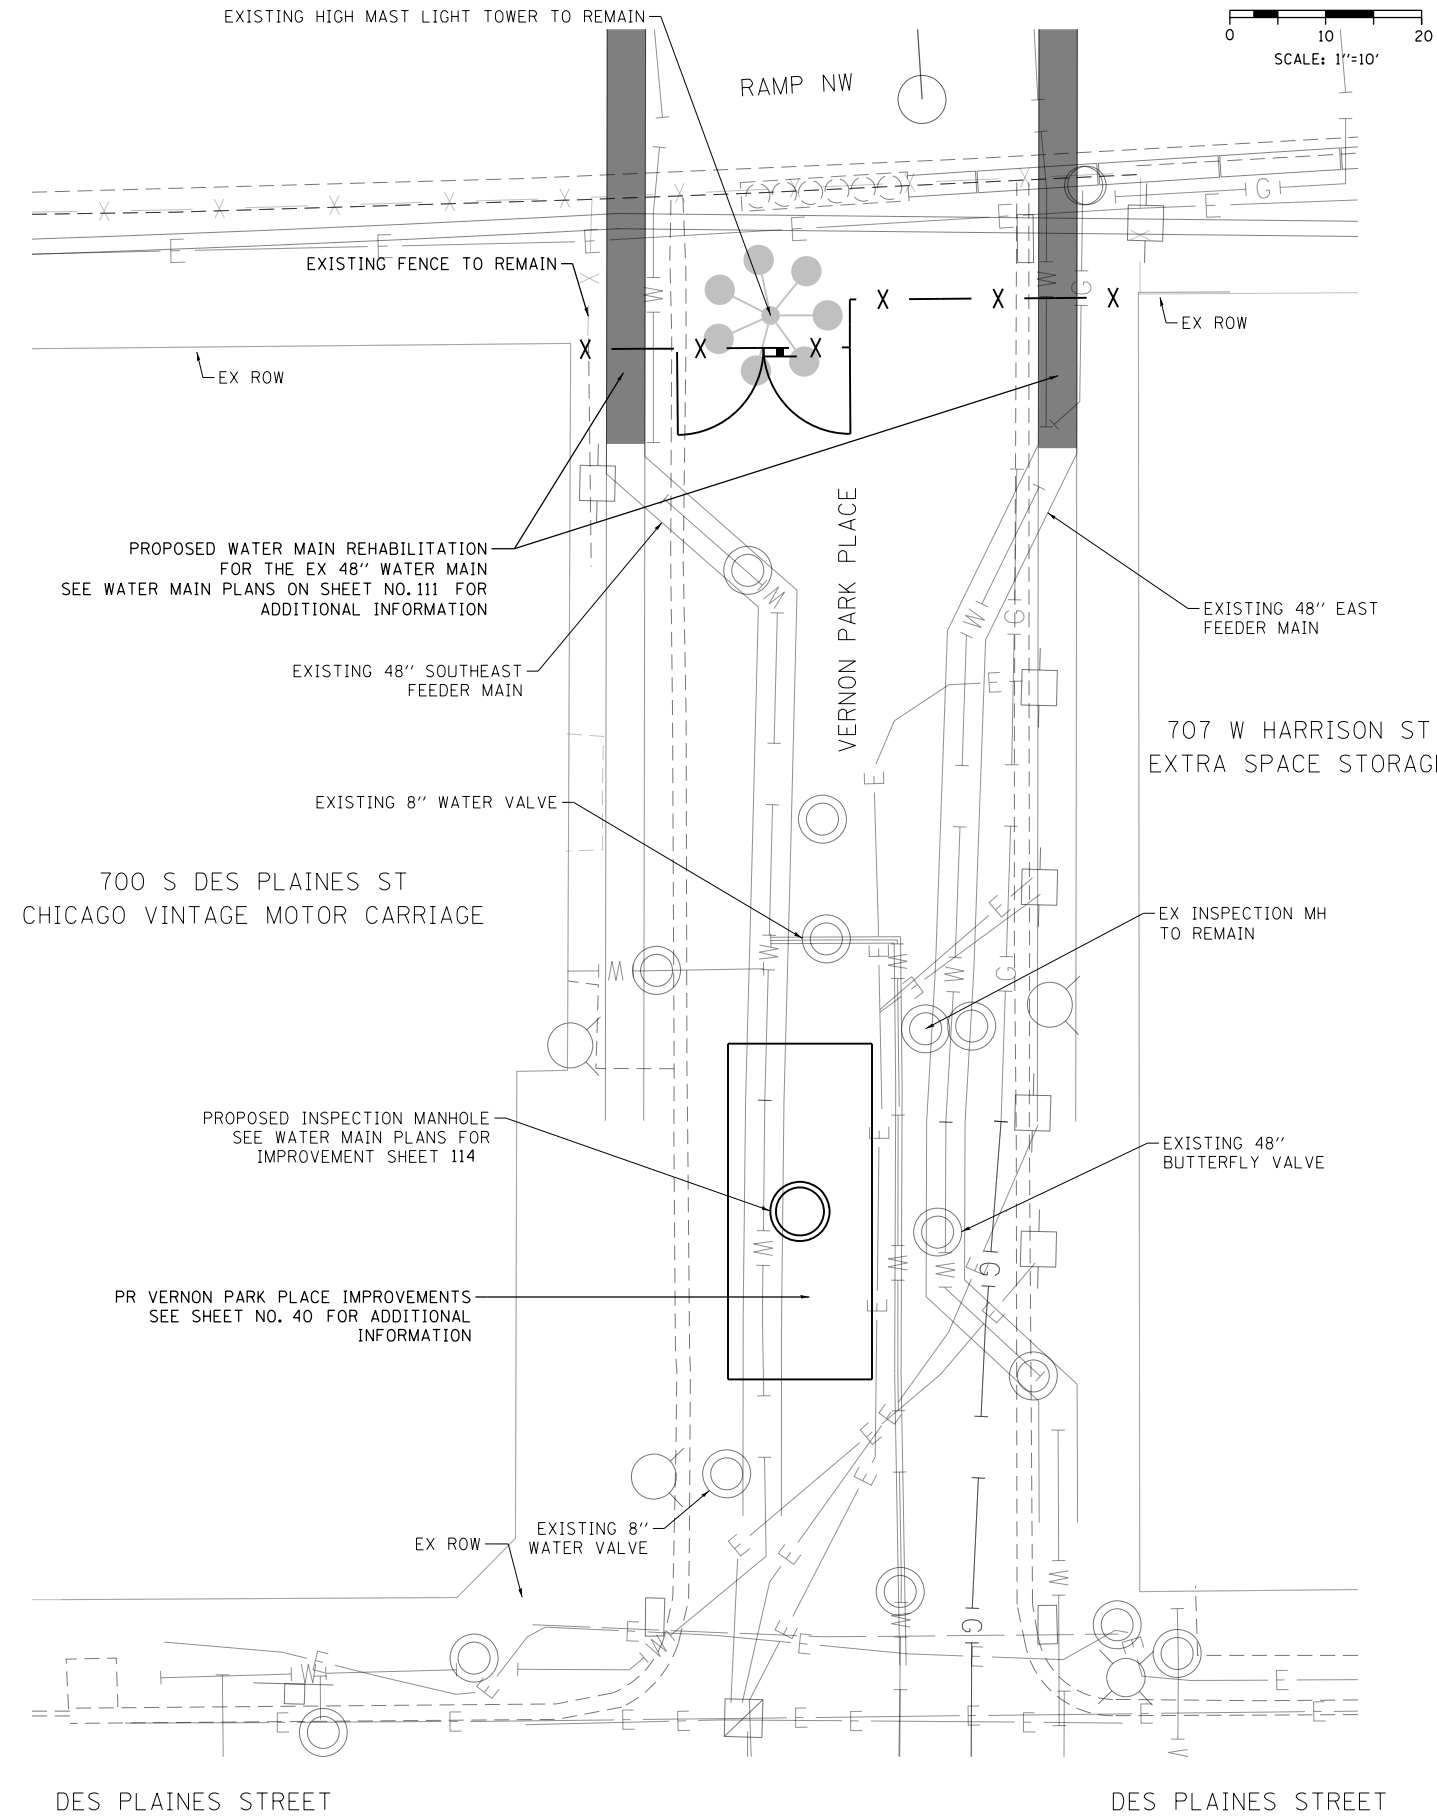 EXISTING HIGH MAST LIGHT TOWER TO REMAIN
0 10 20
SCALE: 1''=10'
RAMP NW
EXISTING FENCE TO REMAIN
EX ROW
EX ROW
PROPOSED WATER MAIN REHABILITATION
FOR THE EX 48'' WATER MAIN
SEE WATER MAIN PLANS ON SHEET NO. 111 FOR
ADDITIONAL INFORMATION
VERNON PARK PLACE
EXISTING 48'' EAST
FEEDER MAIN
EXISTING 48'' SOUTHEAST
FEEDER MAIN
707 W HARRISON ST
EXTRA SPACE STORAG
EXISTING 8'' WATER VALVE
700 S DES PLAINES ST
CHICAGO VINTAGE MOTOR CARRIAGE
EX INSPECTION MH
TO REMAIN
PROPOSED INSPECTION MANHOLE
SEE WATER MAIN PLANS FOR
IMPROVEMENT SHEET 114
EXISTING 48''
BUTTERFLY VALVE
PR VERNON PARK PLACE IMPROVEMENTS
SEE SHEET NO. 40 FOR ADDITIONAL
INFORMATION
EXISTING 8''
WATER VALVE
EX ROW
DES PLAINES STREET
DES PLAINES STREET